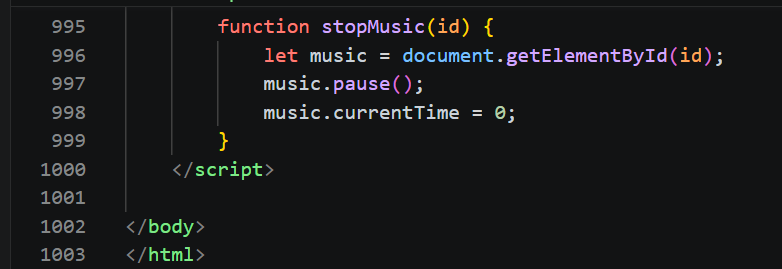 995 function stopMusic(id) {
996 let music = document.getElementById(id);
997 music.pause();
998 music.currentTime = 0;
999 }
1000 </script>
1001
1002 </body>
1003 </html>